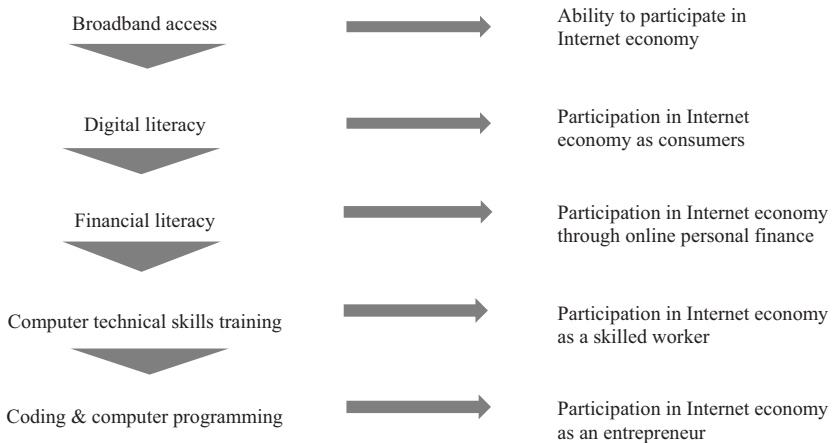 Broadband access
Ability to participate in
Internet economy
Digital literacy
Participation in Internet
economy as consumers
Financial literacy
Participation in Internet economy
through online personal finance
Computer technical skills training
Participation in Internet economy
as a skilled worker
Coding & computer programming
Participation in Internet economy
as an entrepreneur